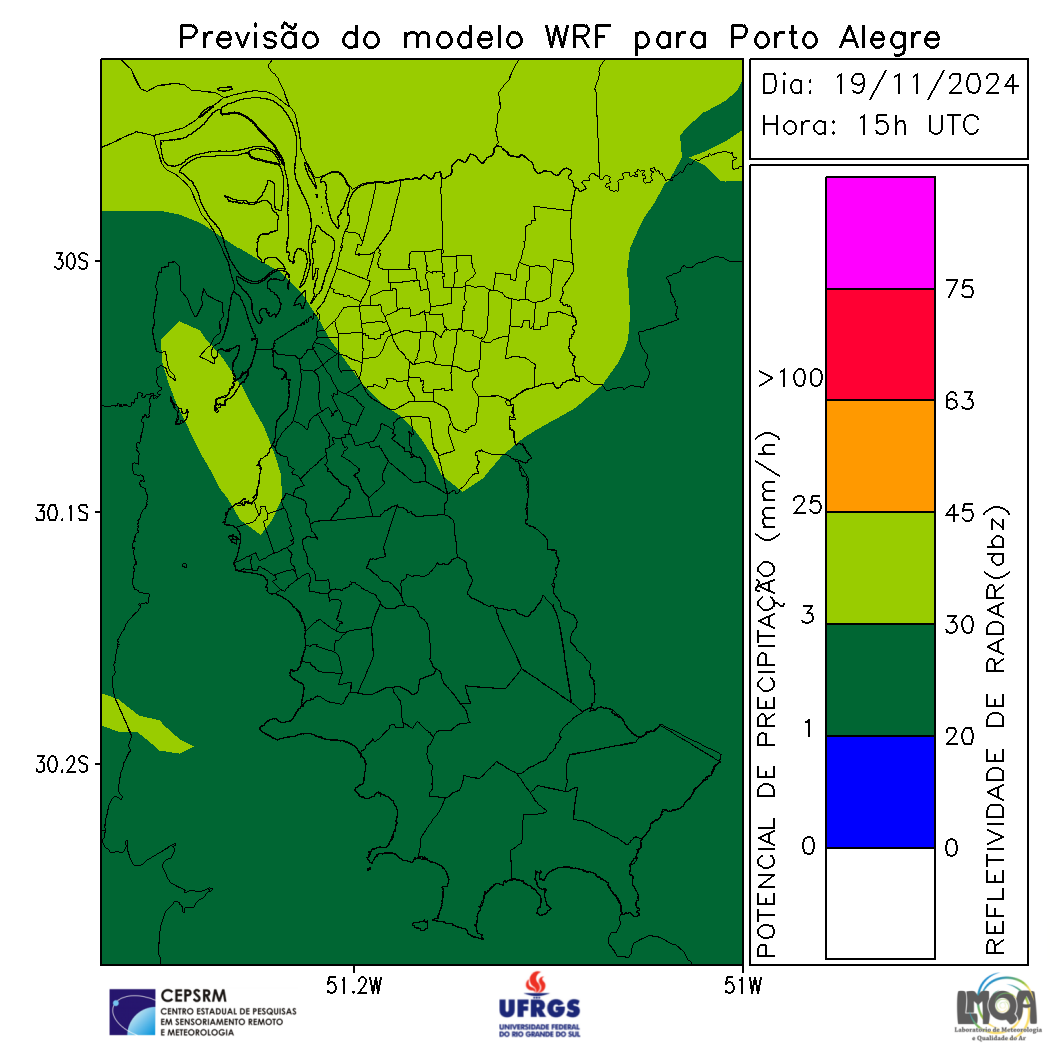 Previsão do modelo WRF para Porto Alegre
Dia: 19/11/2024
Hora: 15h UTC
30S
30.1S
30.2S
51.2W
51W
POTENCIAL DE PRECIPITAÇÃO (mm/h)
>100
25
3
1
0
75
63
45
30
20
0
REFLETIVIDADE DE RADAR(dbz)
CEPSRM
CENTRO ESTADUAL DE PESQUISAS
EM SENSORIAMENTO REMOTO
E METEOROLOGIA
UFRGS
UNIVERSIDADE FEDERAL
DO RIO GRANDE DO SUL
LMQA
Laboratório de Meteorologia
e Qualidade do Ar